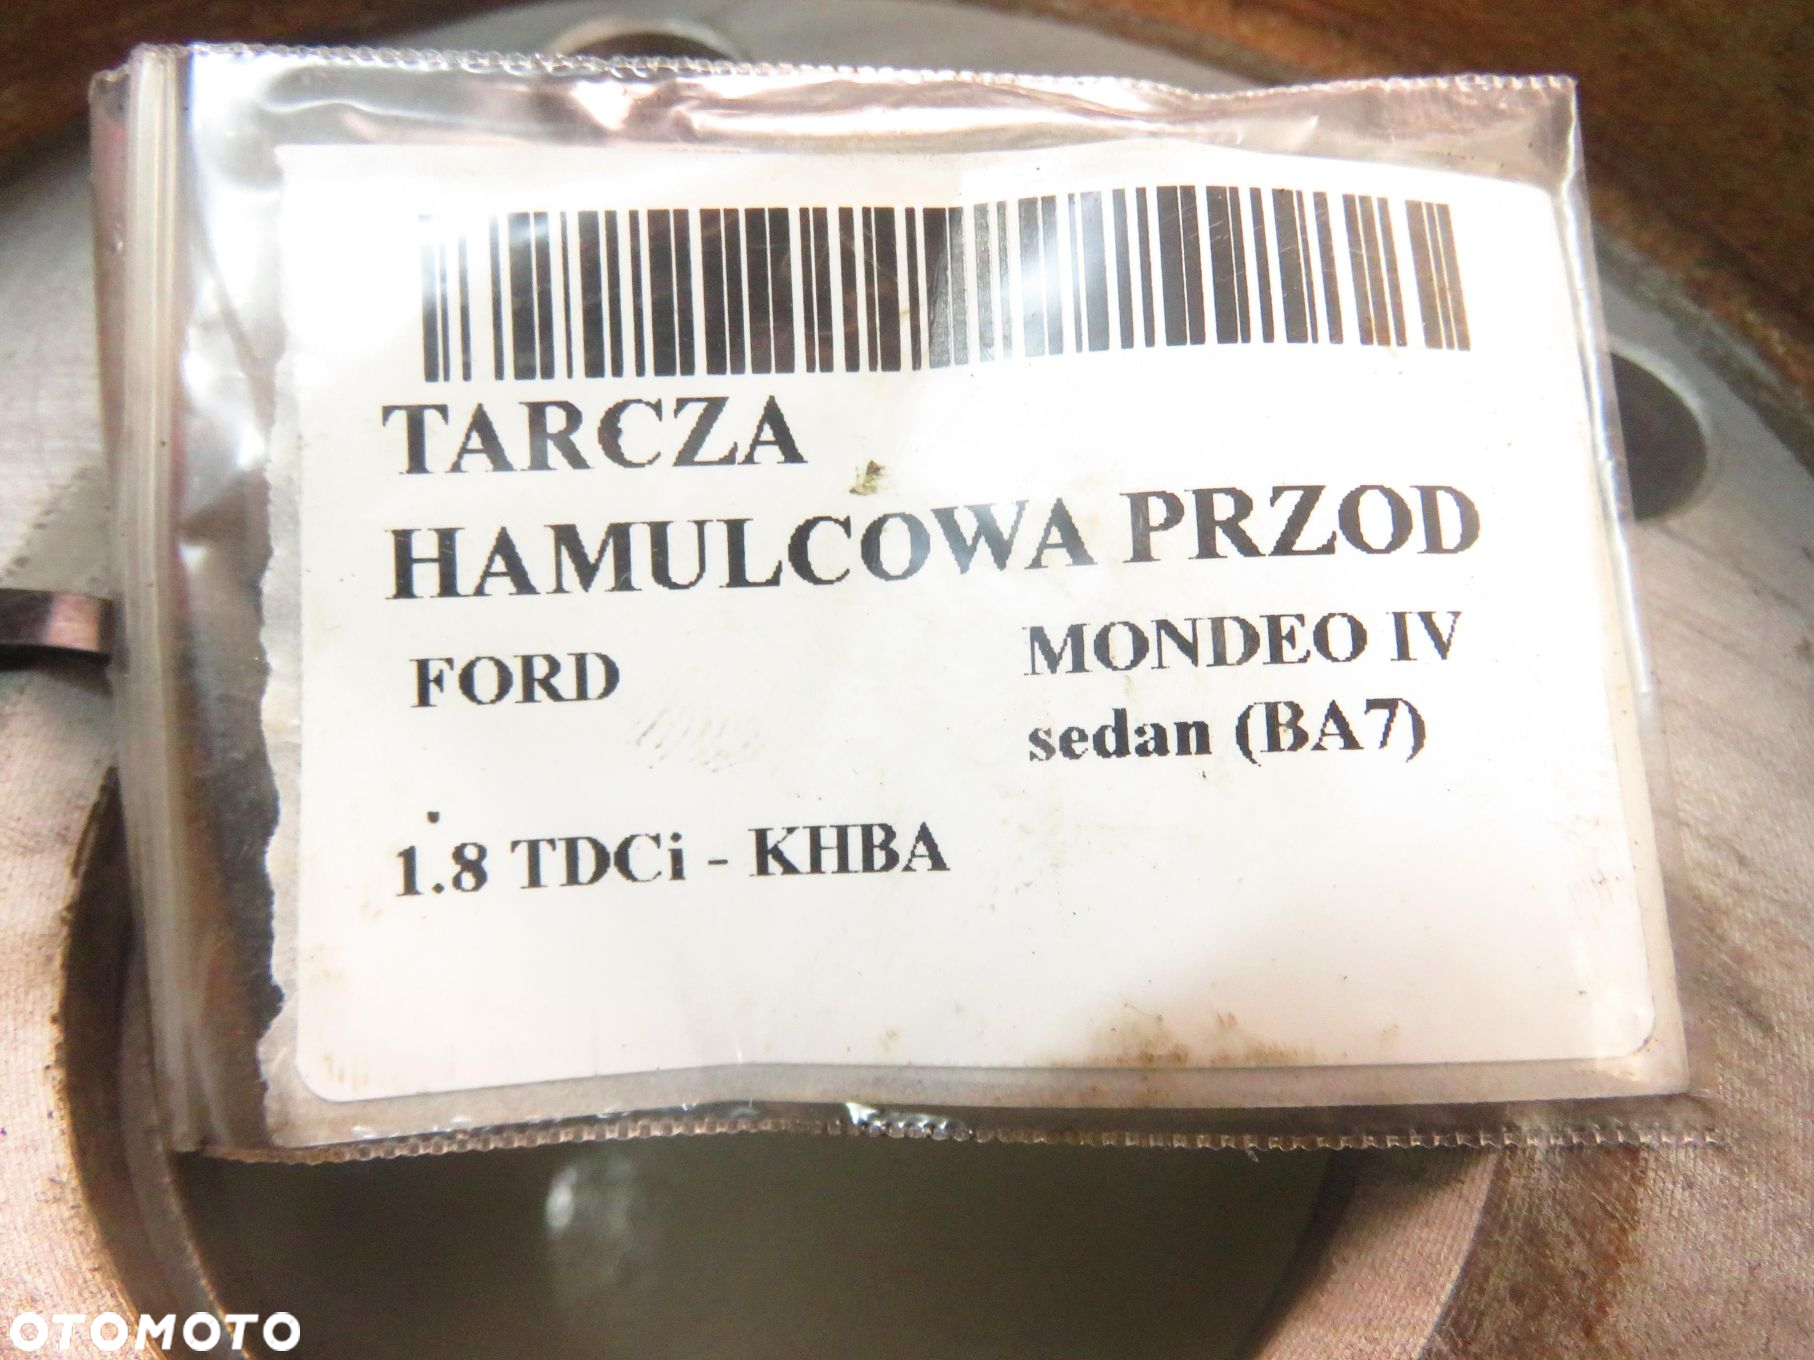 TARCZA
HAMULCOWA PRZOD
FORD
MONDEO IV
sedan (BA7)
1.8 TDCi - KHBA
OTOMOTO